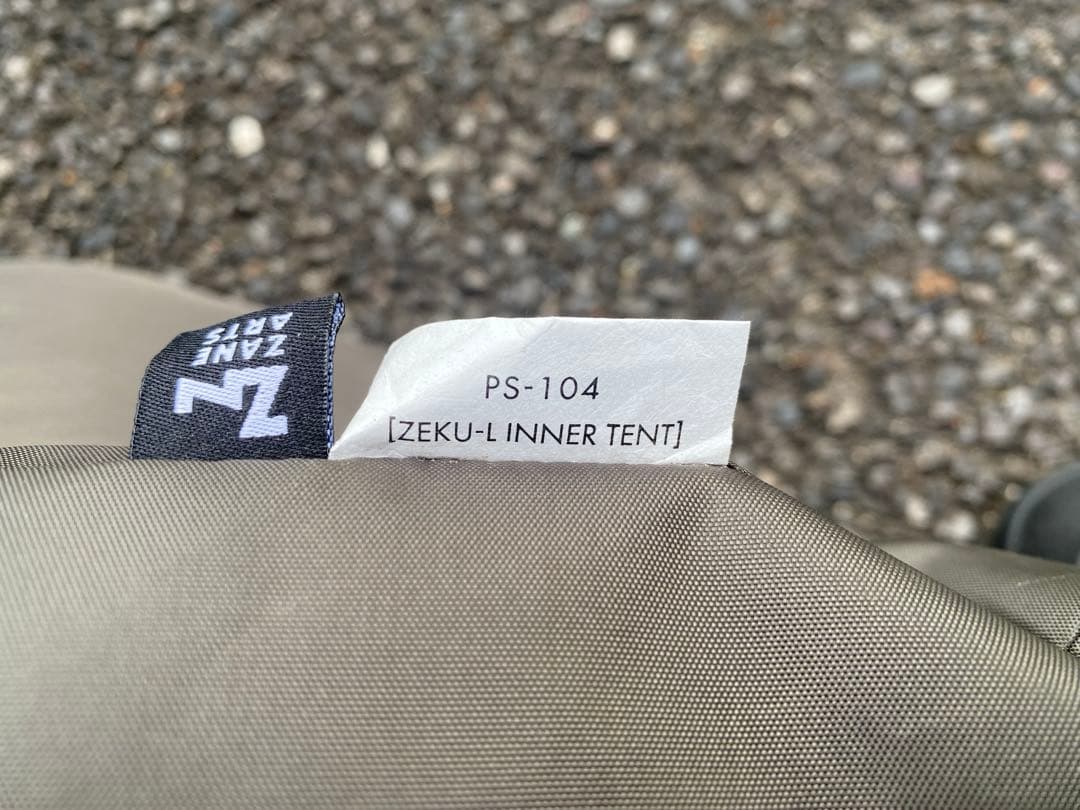 ZANE
ARTS
PS-104
[ZEKU-L INNER TENT]